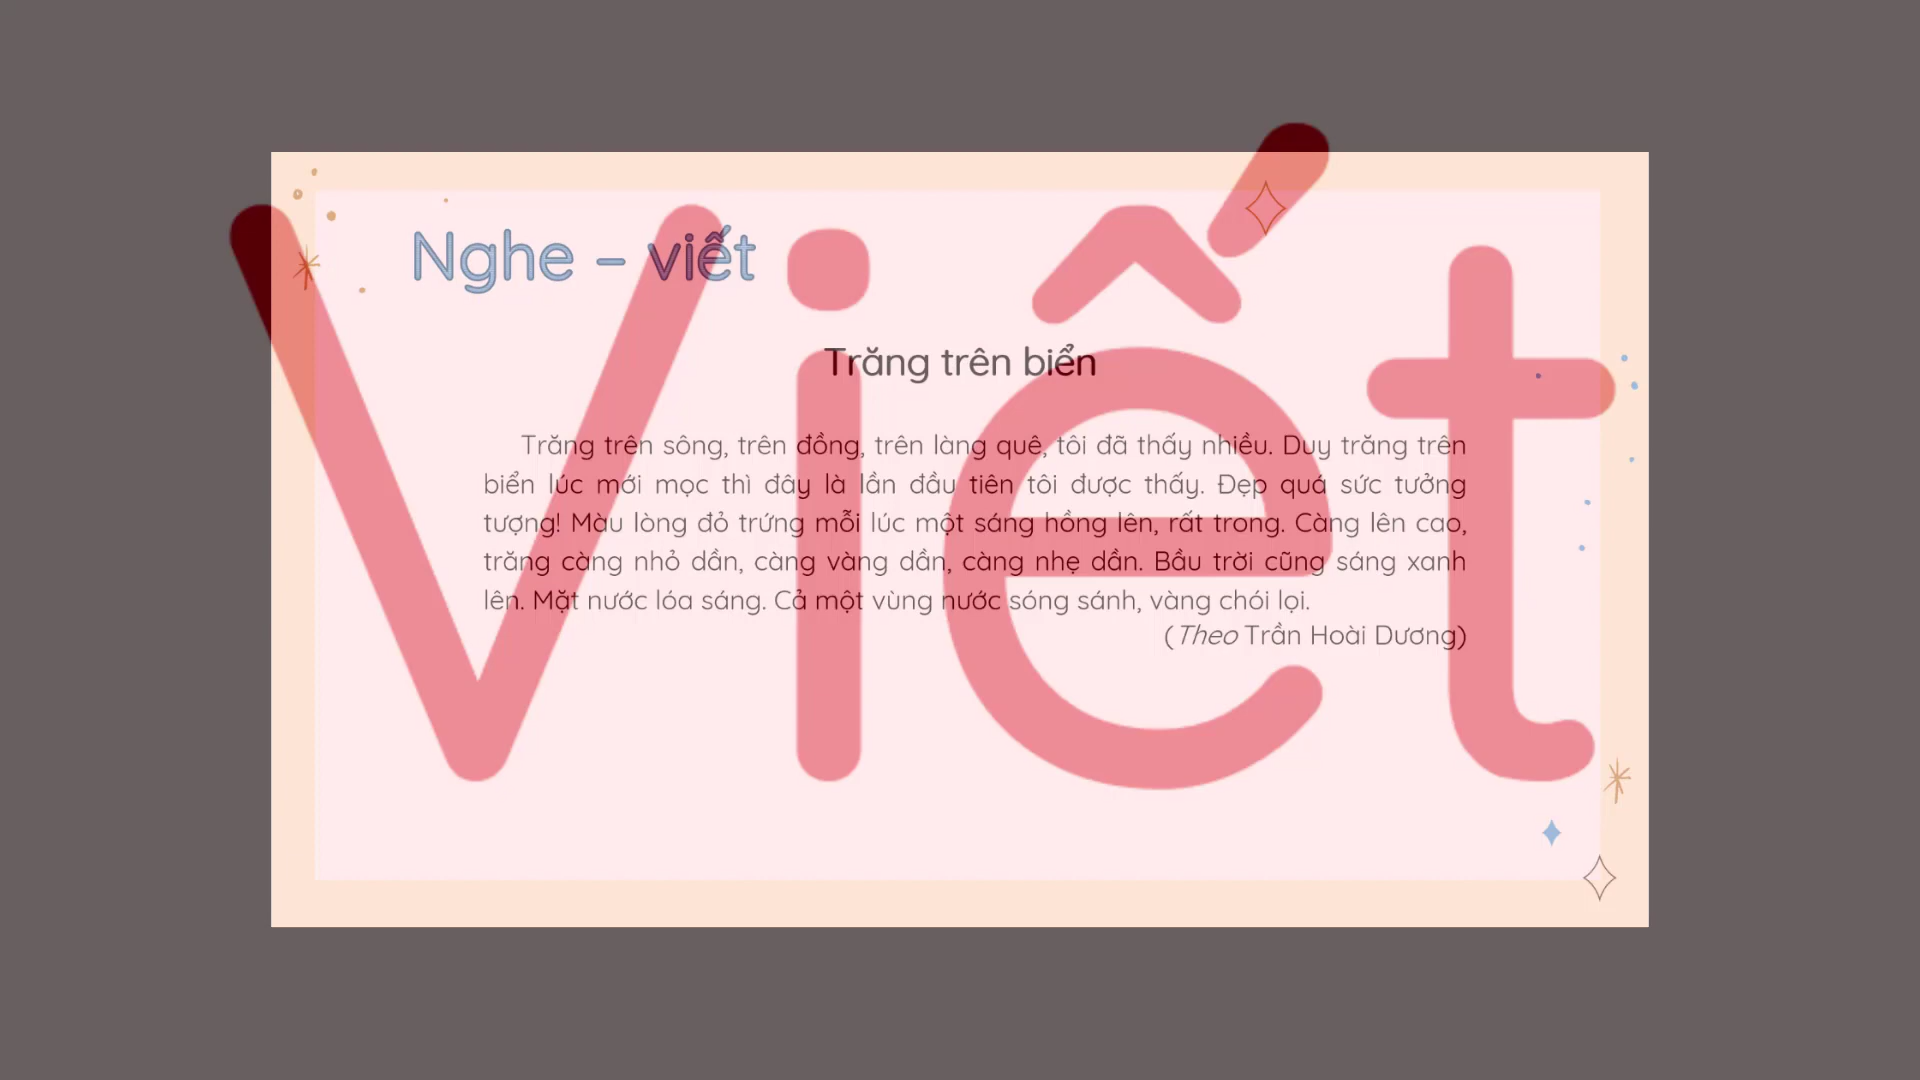 Viết
Nghe – viết
Trăng trên biển
Trăng trên sông, trên đồng, trên làng quê, tôi đã thấy nhiều. Duy trăng trên
biển lúc mới mọc thì đây là lần đầu tiên tôi được thấy. Đẹp quá sức tưởng
tượng! Màu lòng đỏ trứng mỗi lúc một sáng hồng lên, rất trong. Càng lên cao,
trăng càng nhỏ dần, càng vàng dần, càng nhẹ dần. Bầu trời cũng sáng xanh
lên. Mặt nước lóa sáng. Cả một vùng nước sóng sánh, vàng chói lọi.
(Theo Trần Hoài Dương)